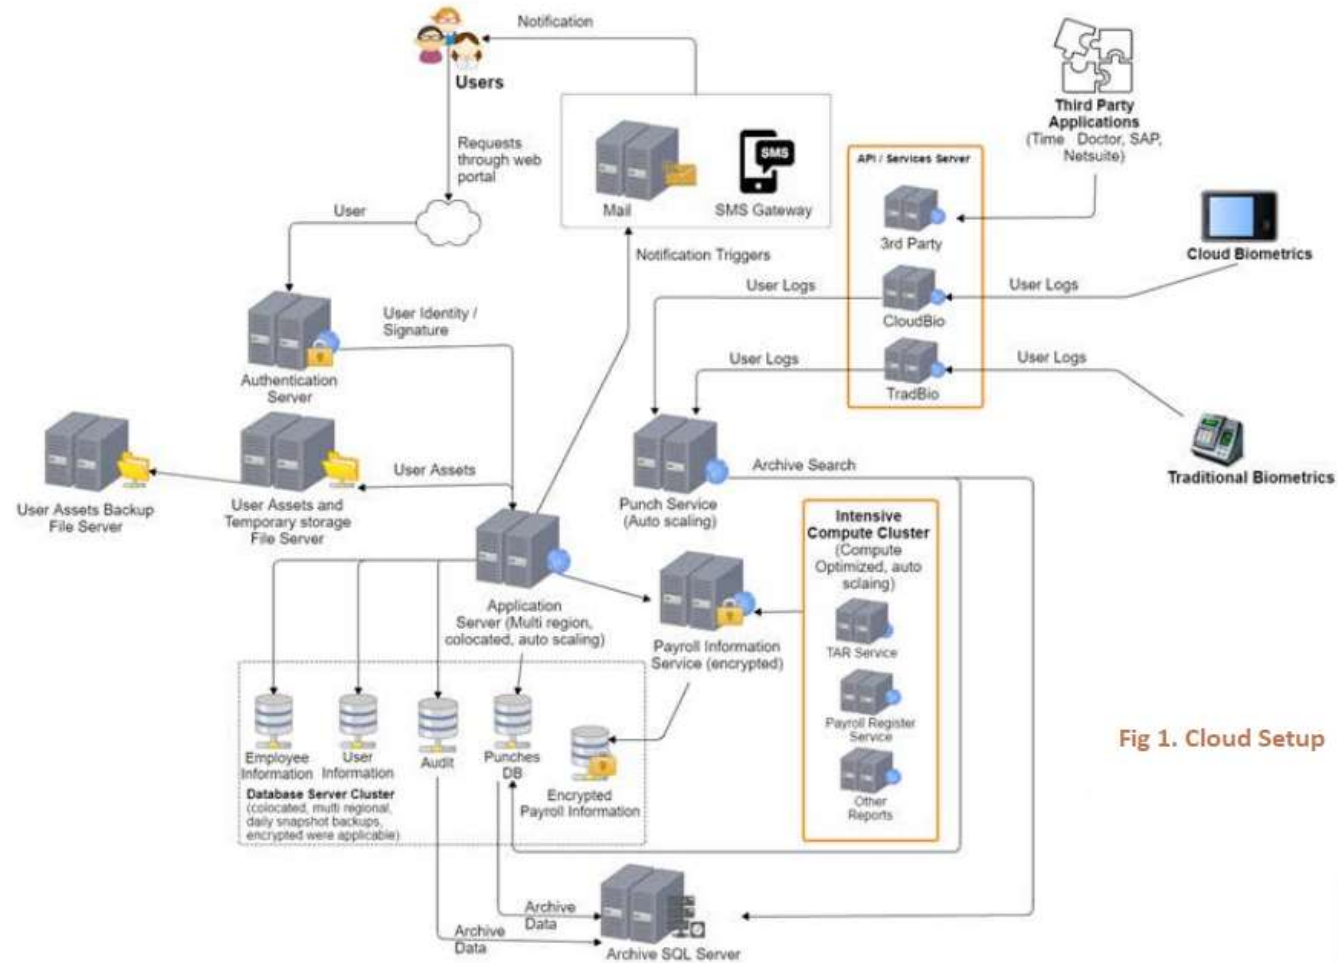 Notification
Users
Requests
through web
portal
User
Mail
SMS
SMS Gateway
Notification Triggers
Third Party
Applications
(Time Doctor, SAP,
Netsuite)
API / Services Server
3rd Party
CloudBio
TradBio
Cloud Biometrics
User Logs
User Logs
User Logs
User Logs
Traditional Biometrics
User Identity /
Signature
Authentication
Server
User Assets
User Assets Backup
File Server
User Assets and
Temporary storage
File Server
Punch Service
(Auto scaling)
Archive Search
Application
Server (Multi region,
colocated, auto scaling)
Payroll Information
Service (encrypted)
Intensive
Compute Cluster
(Compute
Optimized, auto
sclaing)
TAR Service
Payroll Register
Service
Other
Reports
Fig 1. Cloud Setup
Employee
Information
User
Information
Audit
Punches
DB
Encrypted
Payroll Information
Database Server Cluster
(colocated, multi regional,
daily snapshot backups,
encrypted were applicable)
Archive
Data
Archive
Data
Archive SQL Server